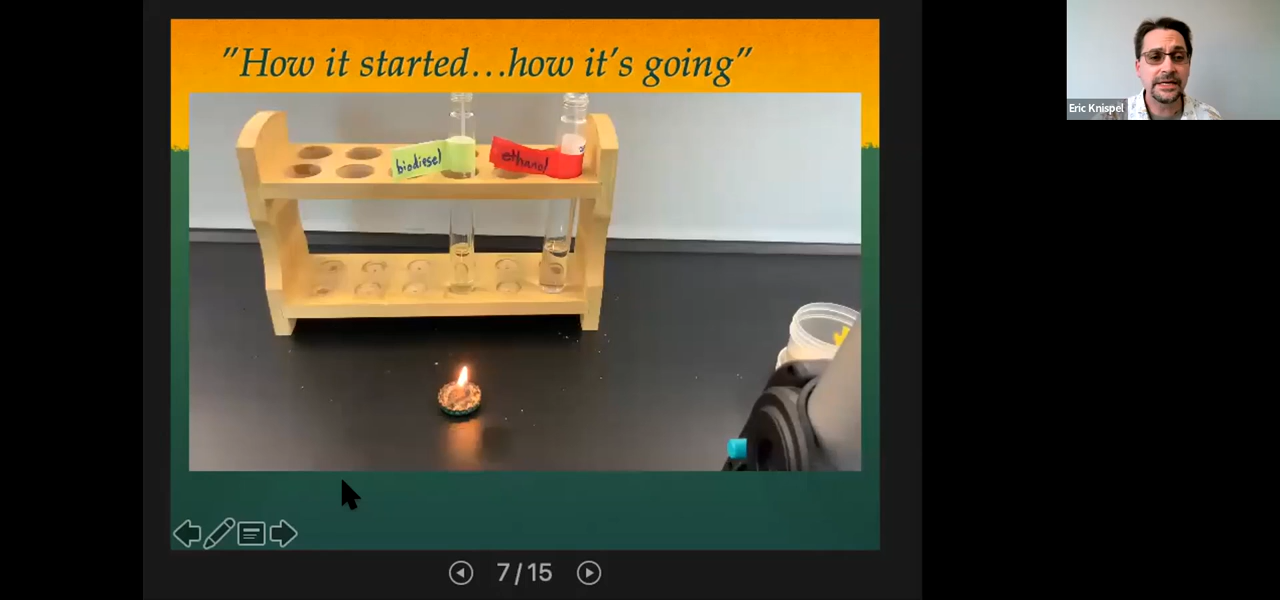 "How it started...how it's going"
Eric Knispel
biodiesel
ethanol
7/15